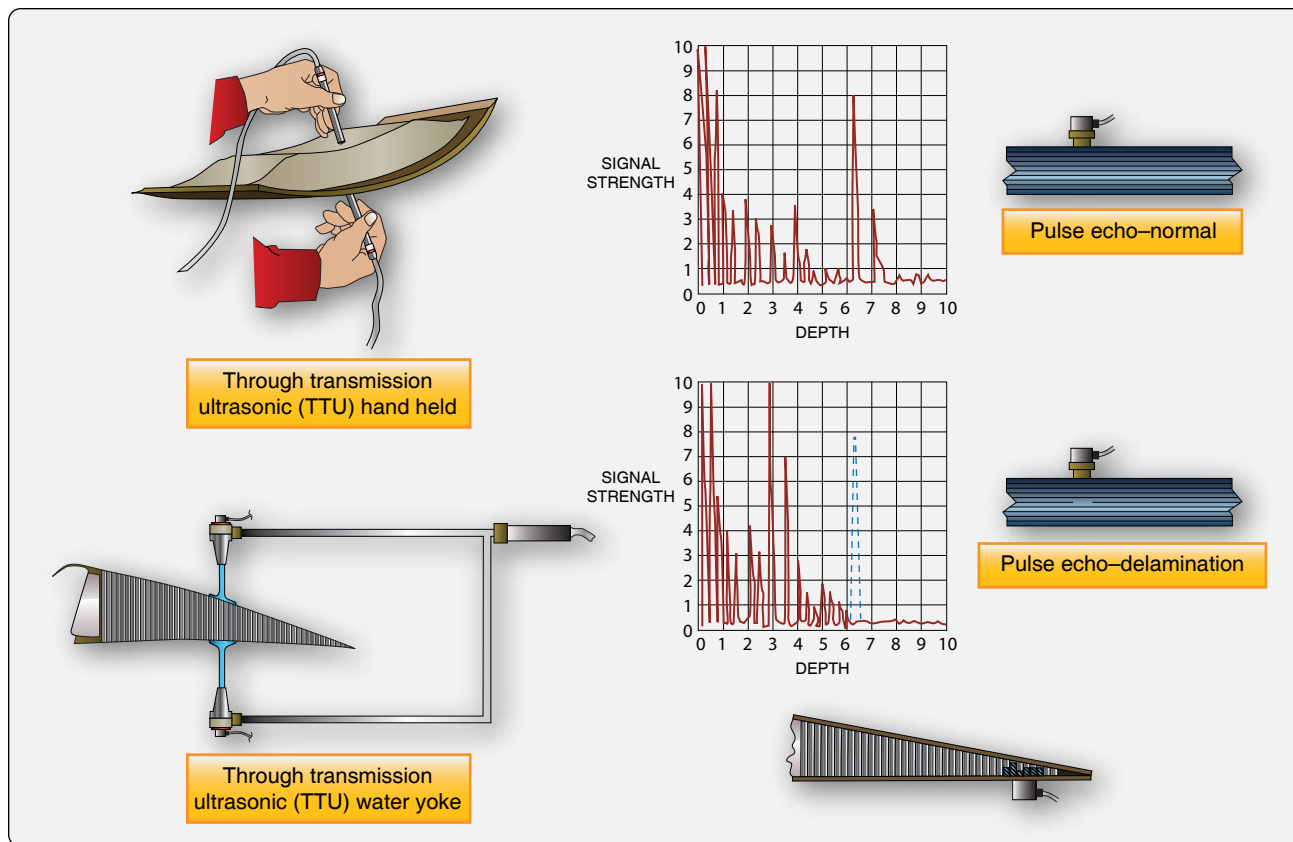 Through transmission
ultrasonic (TTU) hand held
10
9
8
7
6
5
4
3
2
1
0
SIGNAL
STRENGTH
0 1 2 3 4 5 6 7 8 9 10
DEPTH
Pulse echo–normal
10
9
8
7
6
5
4
3
2
1
0
SIGNAL
STRENGTH
0 1 2 3 4 5 6 7 8 9 10
DEPTH
Pulse echo–delamination
Through transmission
ultrasonic (TTU) water yoke